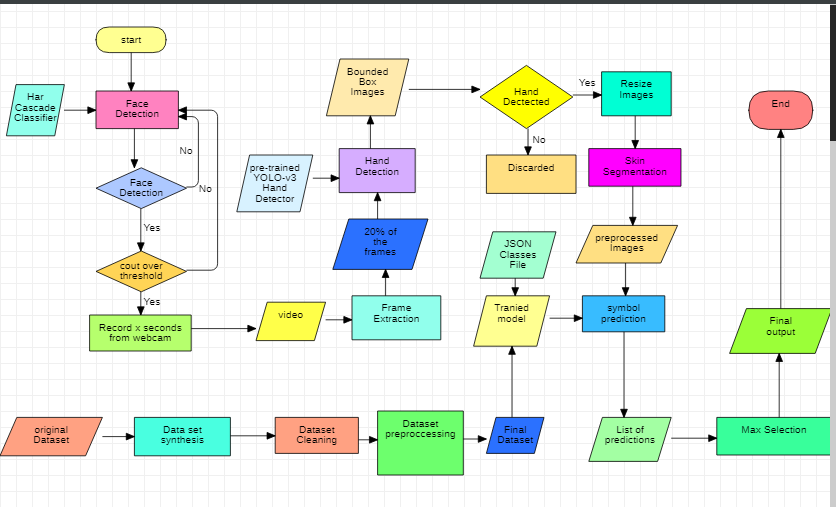 start
Har
Cascade
Classifier
Face
Detection
No
Face
Detection
No
Yes
cout over
threshold
Yes
Record x seconds
from webcam
video
Frame
Extraction
20% of
the
frames
pre-trained
YOLO-v3
Hand
Detector
Hand
Detection
Bounded
Box
Images
Hand
Dectected
Yes
No
Discarded
Resize
Images
Skin
Segmentation
preprocessed
Images
JSON
Classes
File
Tranied
model
symbol
prediction
End
Final
output
original
Dataset
Data set
synthesis
Dataset
Cleaning
Dataset
preproccessing
Final
Dataset
List of
predictions
Max Selection